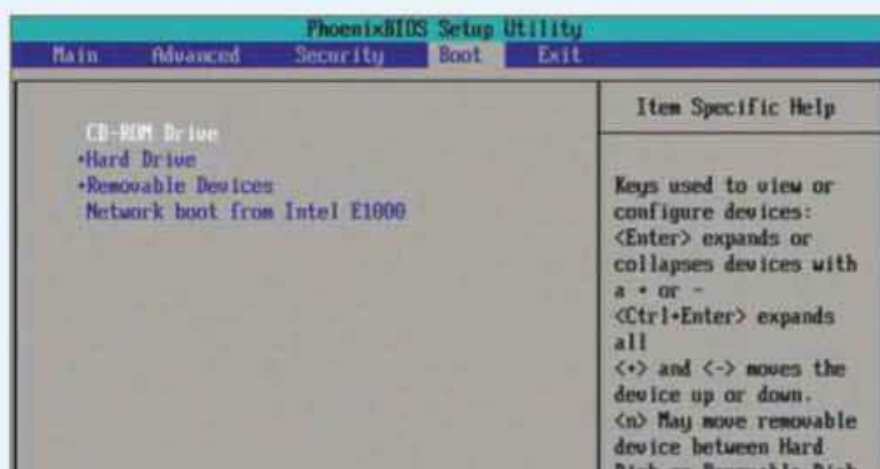 PhoenixBIOS Setup Utility
Main Advanced Security Boot Exit
CD-ROM Drive
+Hard Drive
+Removable Devices
Network boot from Intel E1000
Item Specific Help
Keys used to view or
configure devices:
<Enter> expands or
collapses devices with
a + or -
<Ctrl+Enter> expands
all
<+> and <-> moves the
device up or down.
<n> May move removable
device between Hard